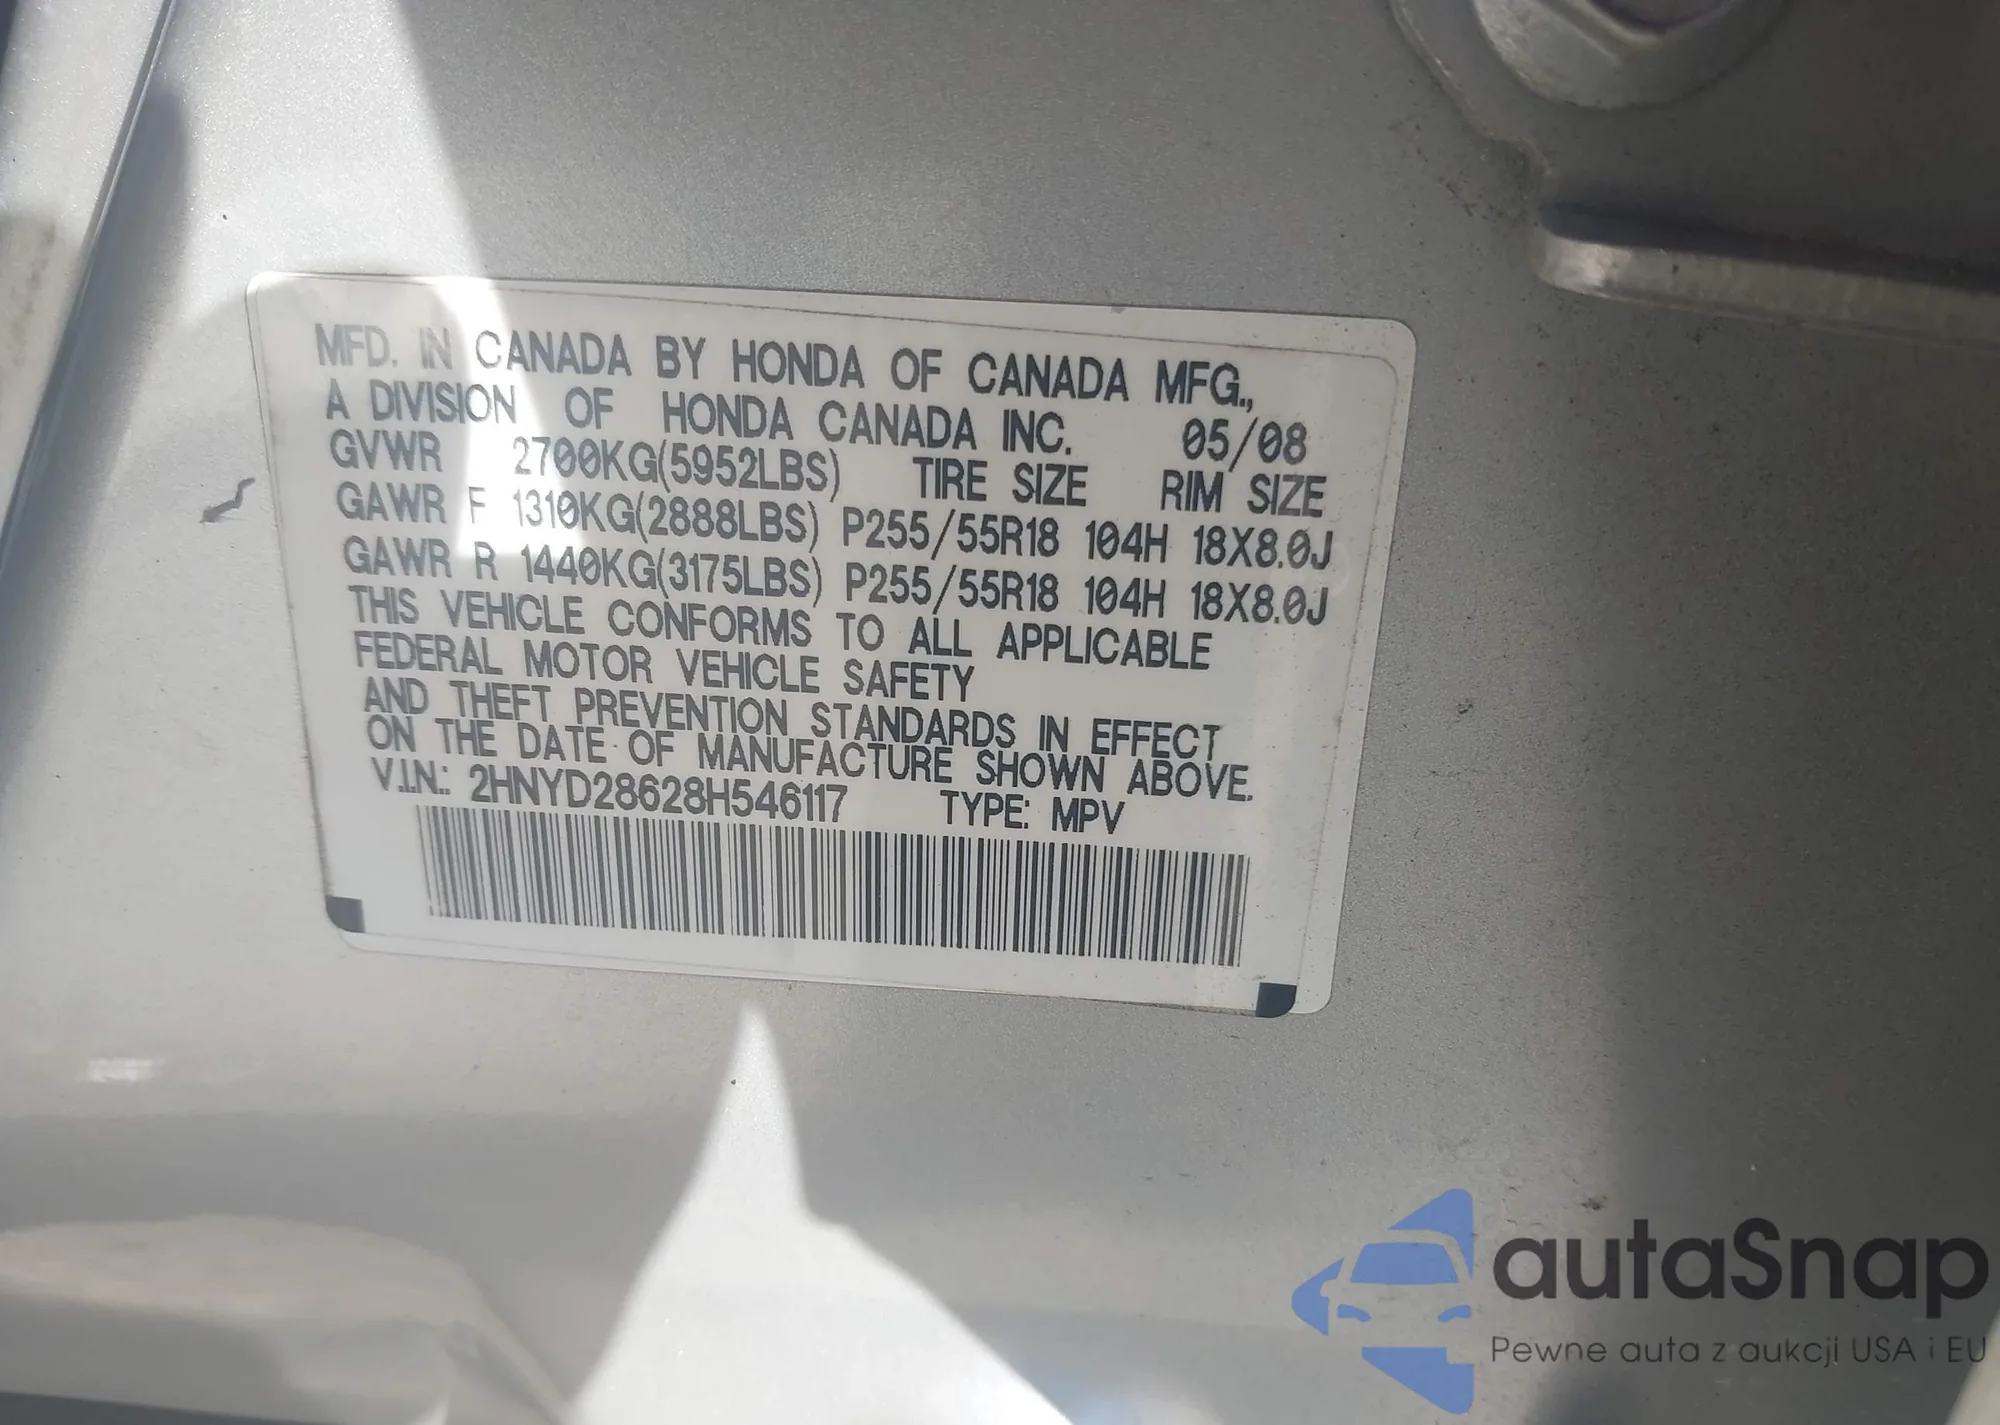 MFD. IN CANADA BY HONDA OF CANADA MFG.,
A DIVISION OF HONDA CANADA INC. 05/08
GVWR 2700KG(5952LBS) TIRE SIZE RIM SIZE
GAWR F 1310KG(2888LBS) P255/55R18 104H 18X8.0J
GAWR R 1440KG(3175LBS) P255/55R18 104H 18X8.0J
THIS VEHICLE CONFORMS TO ALL APPLICABLE
FEDERAL MOTOR VEHICLE SAFETY
AND THEFT PREVENTION STANDARDS IN EFFECT
ON THE DATE OF MANUFACTURE SHOWN ABOVE.
V.I.N.: 2HNYD28628H546117 TYPE: MPV
autaSnap
Pewne auta z aukcji USA i EU